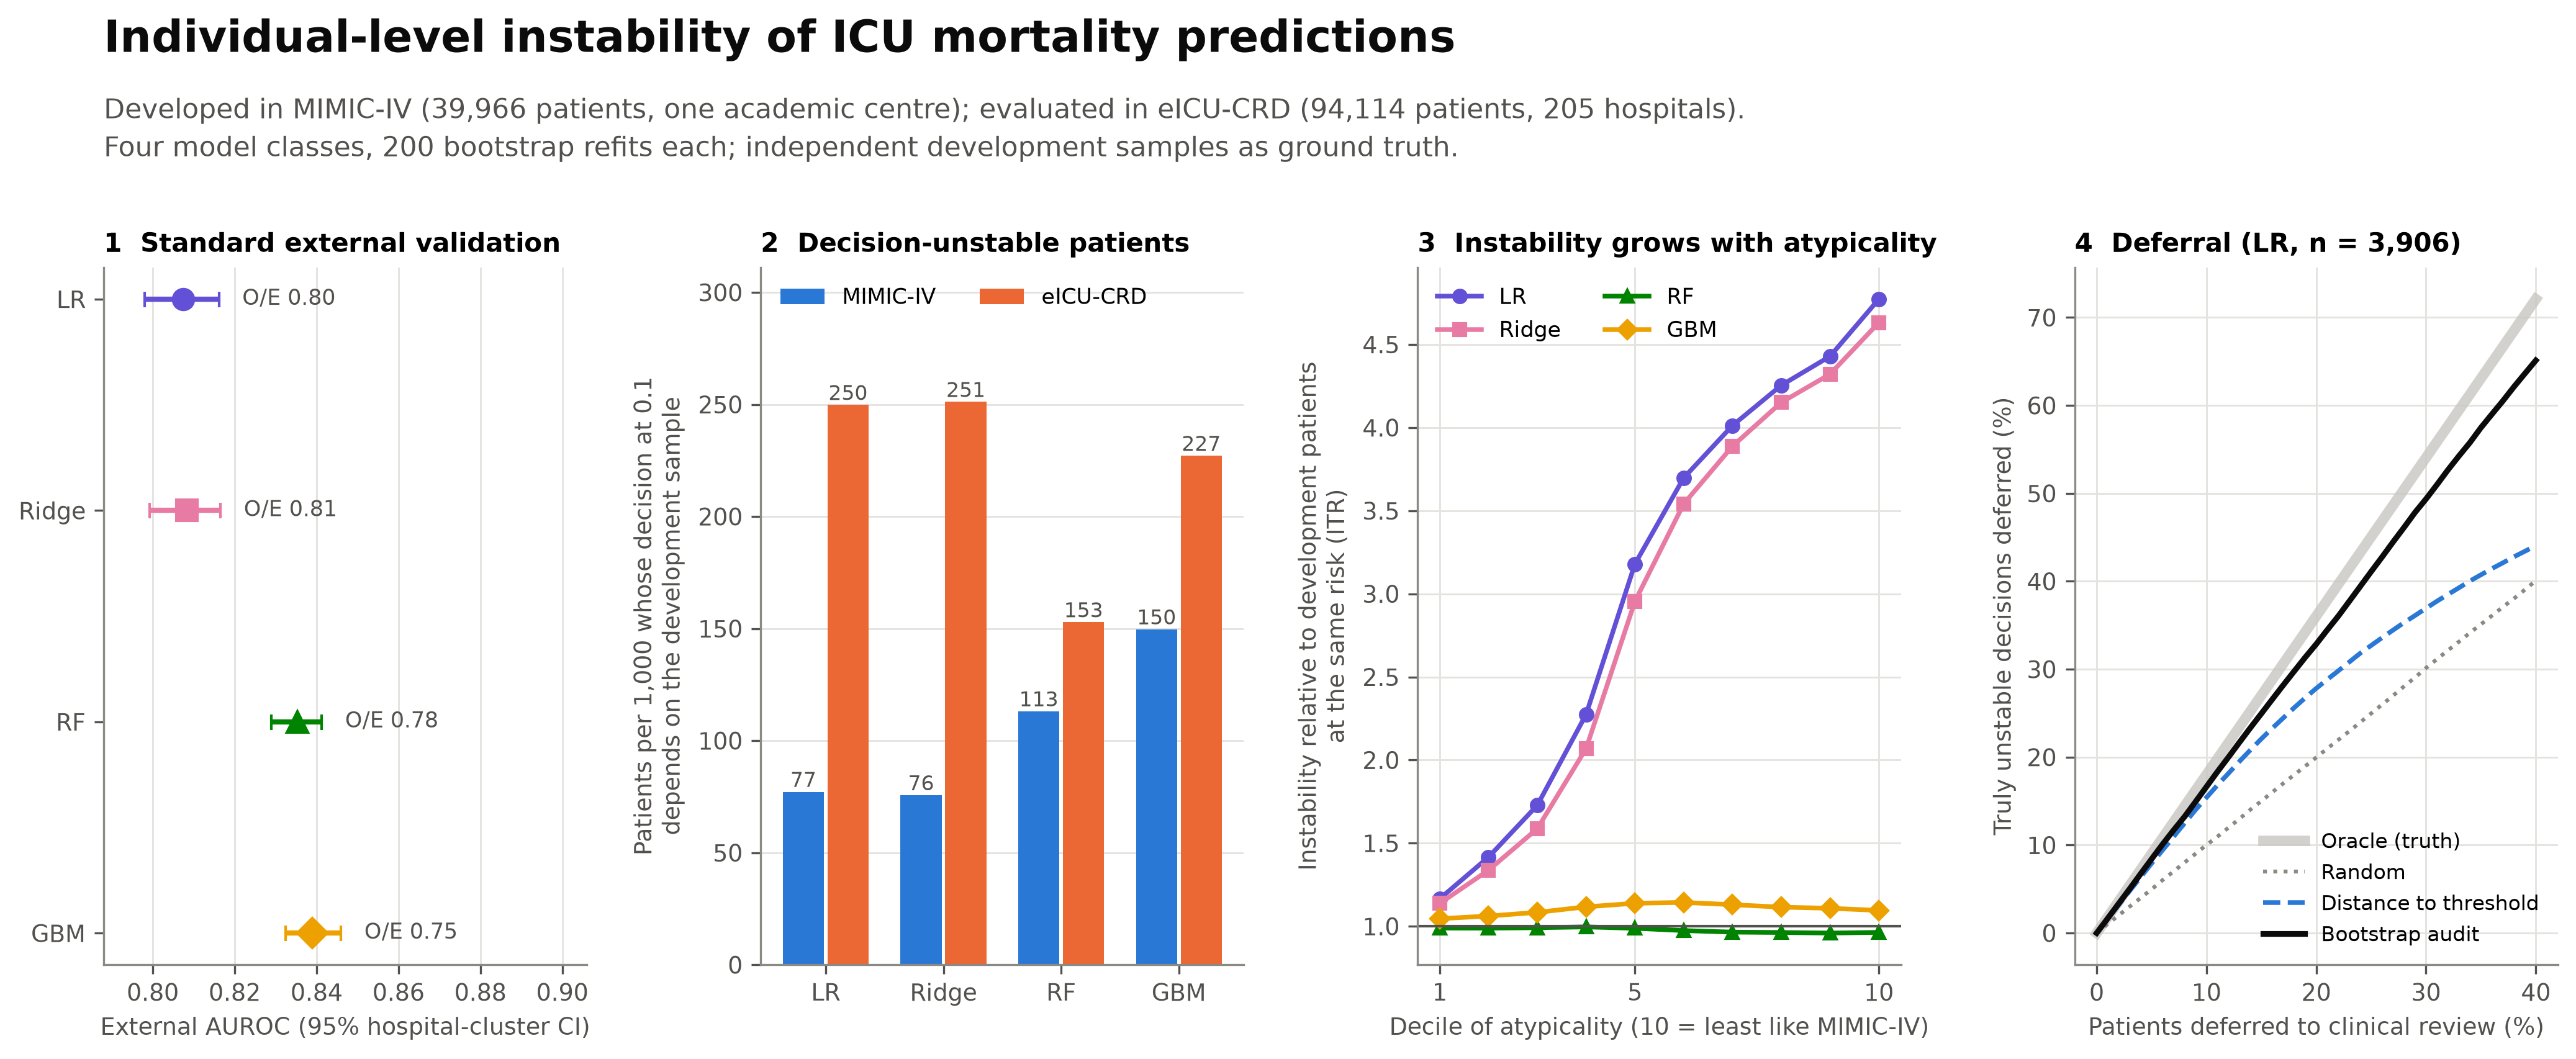 Individual-level instability of ICU mortality predictions
Developed in MIMIC-IV (39,966 patients, one academic centre); evaluated in eICU-CRD (94,114 patients, 205 hospitals).
Four model classes, 200 bootstrap refits each; independent development samples as ground truth.
1 Standard external validation
LR
Ridge
RF
GBM
O/E 0.80
O/E 0.81
O/E 0.78
O/E 0.75
0.80 0.82 0.84 0.86 0.88 0.90
External AUROC (95% hospital-cluster CI)
2 Decision-unstable patients
Patients per 1,000 whose decision at 0.1
depends on the development sample
MIMIC-IV
eICU-CRD
300
250
200
150
100
50
0
77
250
76
251
113
153
150
227
LR Ridge RF GBM
3 Instability grows with atypicality
Instability relative to development patients
at the same risk (ITR)
LR
Ridge
RF
GBM
4.5
4.0
3.5
3.0
2.5
2.0
1.5
1.0
1 5 10
Decile of atypicality (10 = least like MIMIC-IV)
4 Deferral (LR, n = 3,906)
Truly unstable decisions deferred (%)
70
60
50
40
30
20
10
0
Oracle (truth)
Random
Distance to threshold
Bootstrap audit
0 10 20 30 40
Patients deferred to clinical review (%)